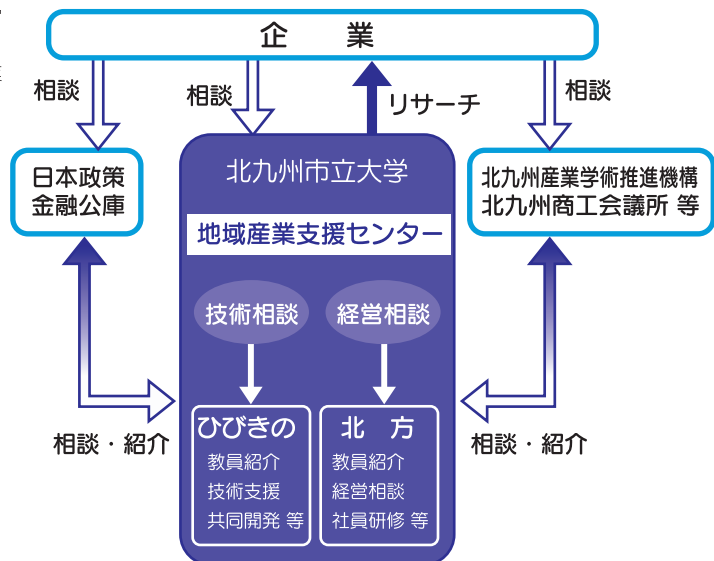 企 業
相談
相談
リサーチ
相談
日本政策
金融公庫
北九州市立大学
地域産業支援センター
北九州産業学術推進機構
北九州商工会議所 等
技術相談
経営相談
ひびきの
教員紹介
技術支援
共同開発 等
北 方
教員紹介
経営相談
社員研修 等
相談・紹介
相談・紹介